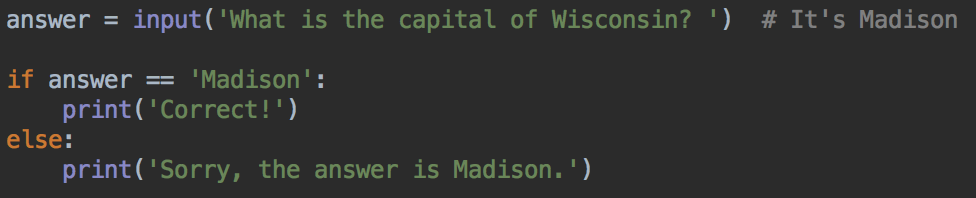 answer = input('What is the capital of Wisconsin? ')  # It's Madison
if answer == 'Madison':
    print('Correct!')
else:
    print('Sorry, the answer is Madison.')